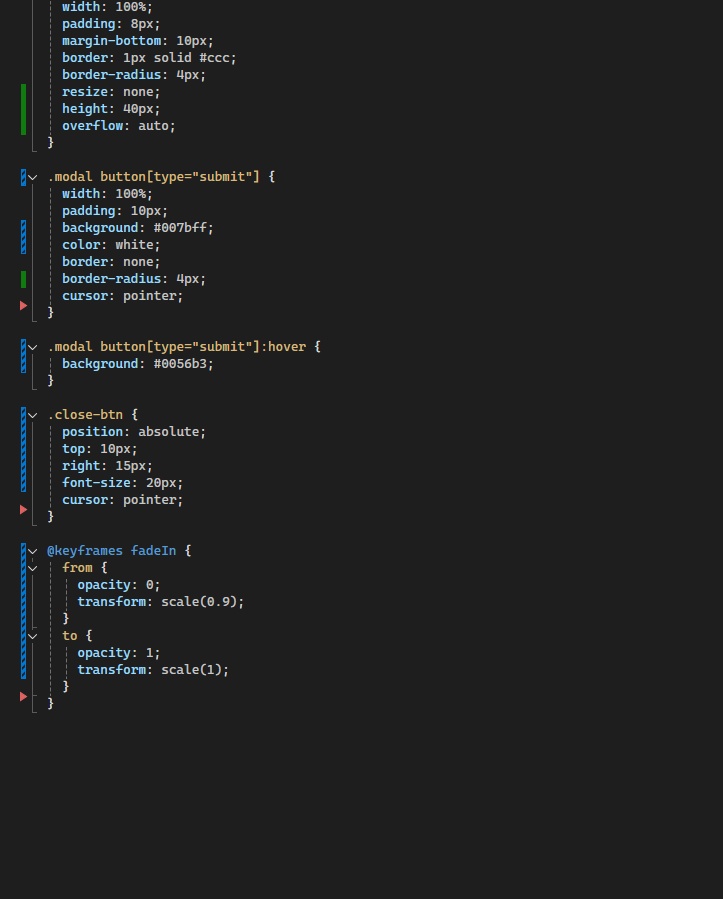 width: 100%;
padding: 8px;
margin-bottom: 10px;
border: 1px solid #ccc;
border-radius: 4px;
resize: none;
height: 40px;
overflow: auto;
}
.modal button[type="submit"] {
width: 100%;
padding: 10px;
background: #007bff;
color: white;
border: none;
border-radius: 4px;
cursor: pointer;
}
.modal button[type="submit"]:hover {
background: #0056b3;
}
.close-btn {
position: absolute;
top: 10px;
right: 15px;
font-size: 20px;
cursor: pointer;
}
@keyframes fadeIn {
from {
opacity: 0;
transform: scale(0.9);
}
to {
opacity: 1;
transform: scale(1);
}
}